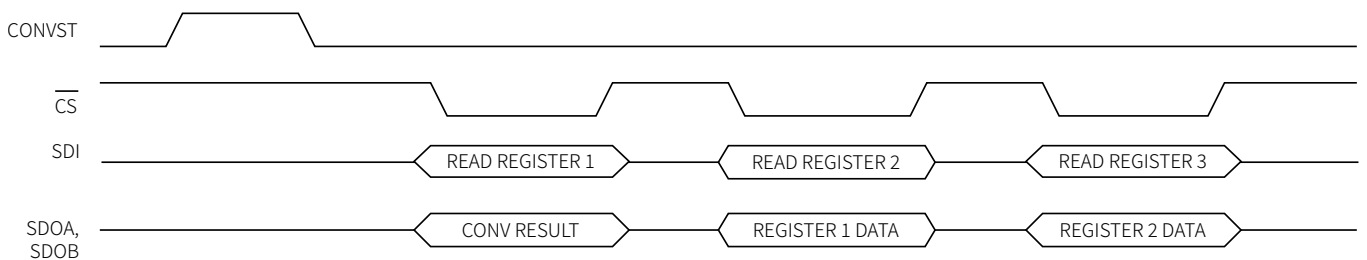 CONVST
CS
SDI
READ REGISTER 1
READ REGISTER 2
READ REGISTER 3
SDOA,
SDOB
CONV RESULT
REGISTER 1 DATA
REGISTER 2 DATA